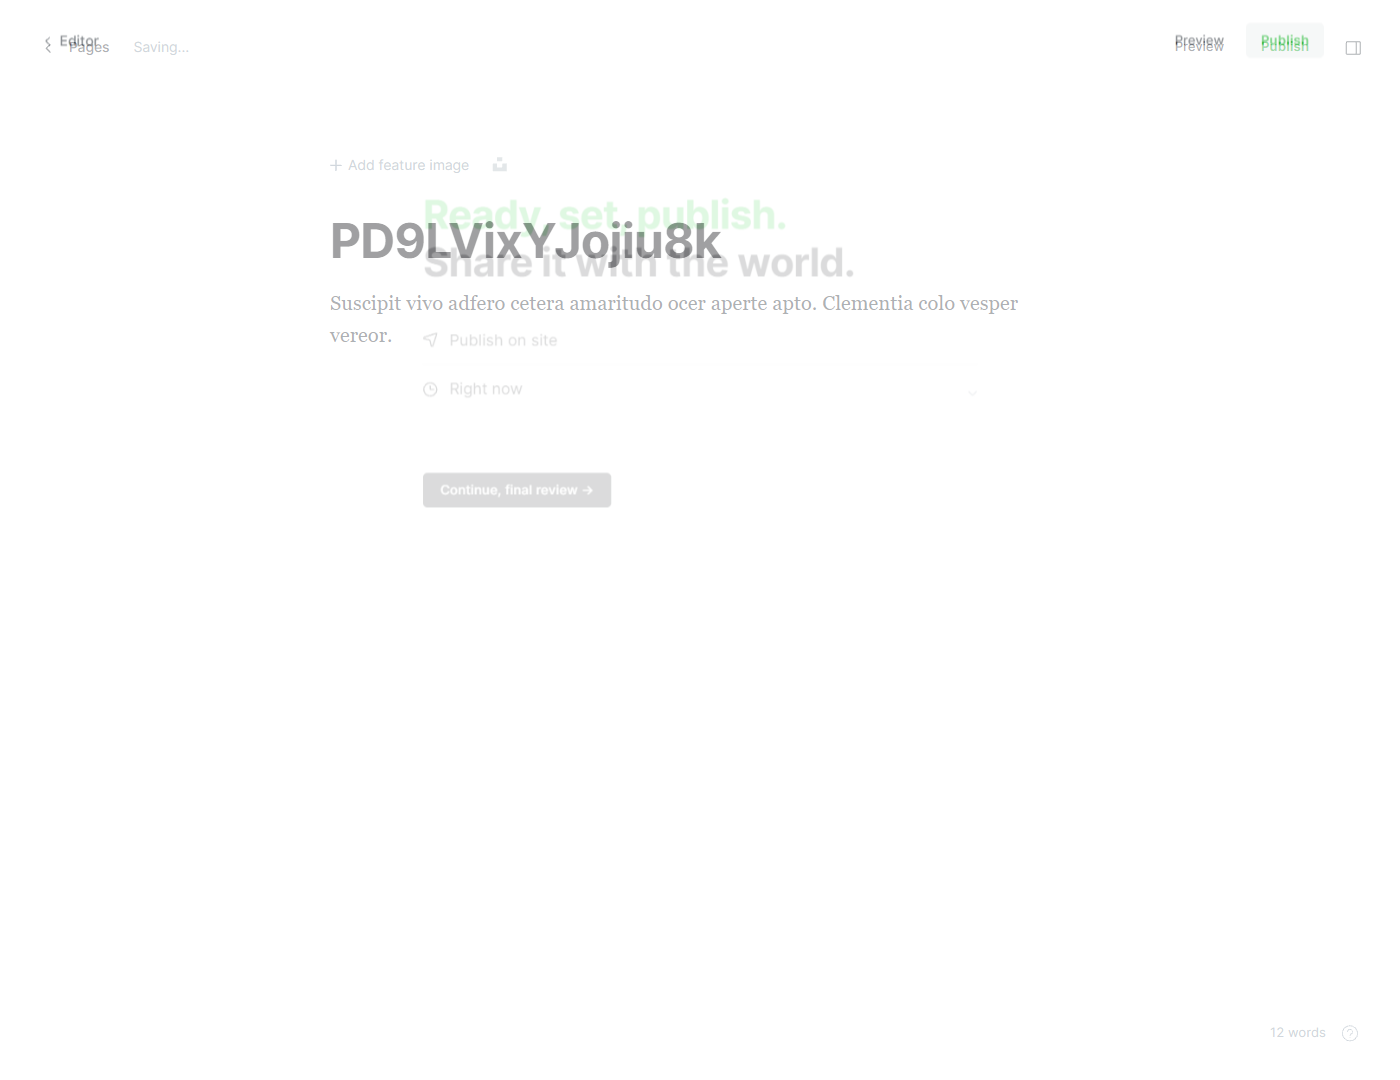 Editor
Pages Saving...
Preview Publish
Preview Publish
Add feature image
Ready, set, publish.
PD9LVixYJojiu8k
Share it with the world.
Suscipit vivo adfero cetera amaritudo ocer aperte apto. Clementia colo vesper
vereor.
Publish on site
Right now
Continue, final review →
12 words